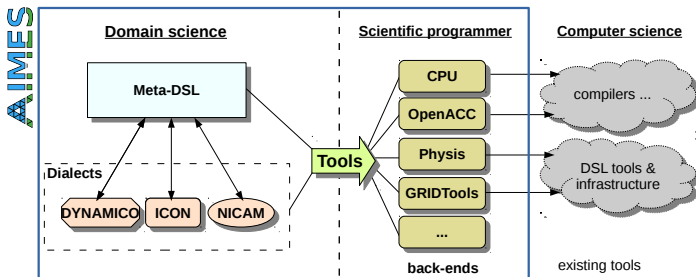 AIMES
Domain science
Scientific programmer
Computer science
Meta-DSL
CPU
compilers ...
OpenACC
Tools
Physis
Dialects
DSL tools &
infrastructure
DYNAMICO
ICON
NICAM
GRIDTools
...
back-ends
existing tools